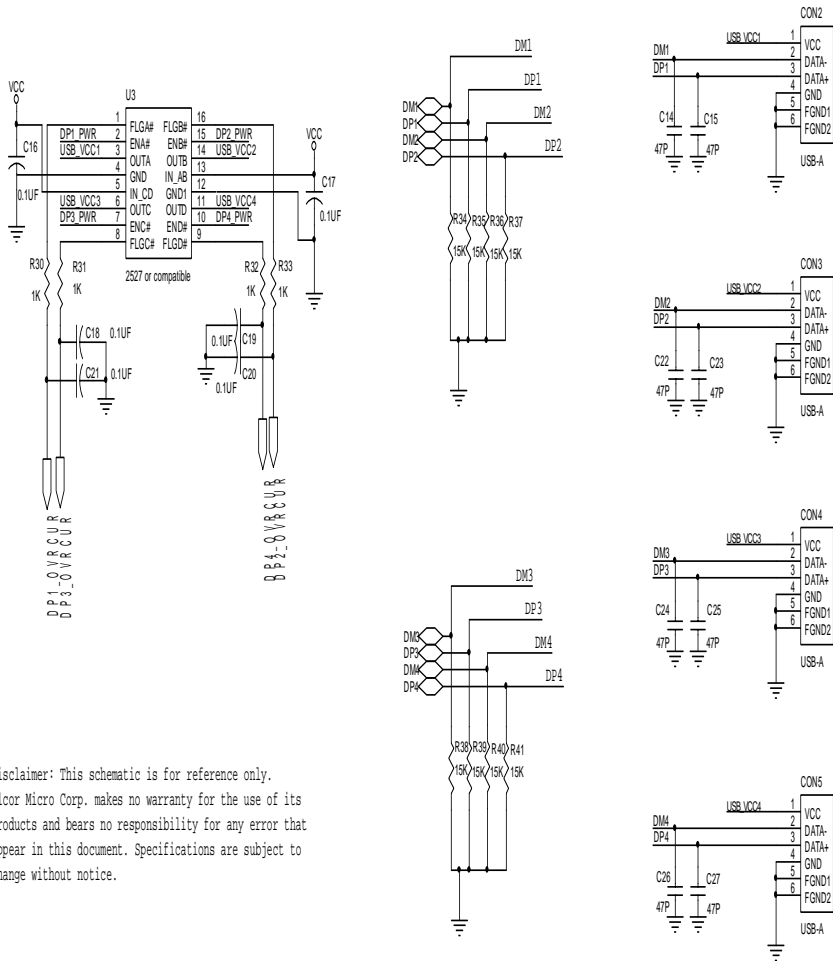 VCC
C16
0.1UF
U3
1 FLGA# FLGB# 16
DP1_PWR 2 ENA# ENB# 15 DP2_PWR
USB_VCC1 3 OUTA OUTB 14 USB_VCC2
4 GND IN_AB 13
5 IN_CD GND1 12
USB_VCC3 6 OUTC OUTD 11 USB_VCC4
DP3_PWR 7 ENC# END# 10 DP4_PWR
8 FLGC# FLGD# 9
2527 or compatible
VCC
C17
0.1UF
R30 R31
1K 1K
R32 R33
1K 1K
C18 0.1UF
C21 0.1UF
0.1UF C19
C20
0.1UF
DP1_OVRCUR
DP3_OVRCUR
DP4_OVRCUR
DP2_OVRCUR
DM1
DP1
DM2
DP2
DM1
DP1
DM2
DP2
R34 R35 R36 R37
15K 15K 15K 15K
DM3
DP3
DM4
DP4
DM3
DP3
DM4
DP4
R38 R39 R40 R41
15K 15K 15K 15K
CON2
USB_VCC1 1 VCC
DM1 2 DATA-
DP1 3 DATA+
4 GND
5 FGND1
6 FGND2
C14 C15
47P 47P
USB-A
CON3
USB_VCC2 1 VCC
DM2 2 DATA-
DP2 3 DATA+
4 GND
5 FGND1
6 FGND2
C22 C23
47P 47P
USB-A
CON4
USB_VCC3 1 VCC
DM3 2 DATA-
DP3 3 DATA+
4 GND
5 FGND1
6 FGND2
C24 C25
47P 47P
USB-A
CON5
USB_VCC4 1 VCC
DM4 2 DATA-
DP4 3 DATA+
4 GND
5 FGND1
6 FGND2
C26 C27
47P 47P
USB-A
isclaimer: This schematic is for reference only.
lcor Micro Corp. makes no warranty for the use of its
roducts and bears no responsibility for any error that
ppear in this document. Specifications are subject to
hange without notice.